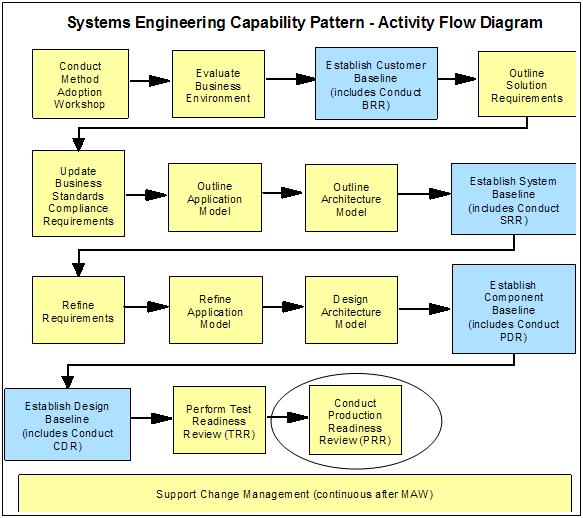 Systems Engineering Capability Pattern - Activity Flow Diagram
Conduct
Method
Adoption
Workshop
Evaluate
Business
Environment
Establish Customer
Baseline
(includes Conduct
BRR)
Outline
Solution
Requirements
Update
Business
Standards
Compliance
Requirements
Outline
Application
Model
Outline
Architecture
Model
Establish System
Baseline
(includes Conduct
SRR)
Refine
Requirements
Refine
Application
Model
Design
Architecture
Model
Establish
Component
Baseline
(includes Conduct
PDR)
Establish Design
Baseline
(includes Conduct
CDR)
Perform Test
Readiness
Review (TRR)
Conduct
Production
Readiness
Review (PRR)
Support Change Management (continuous after MAW)